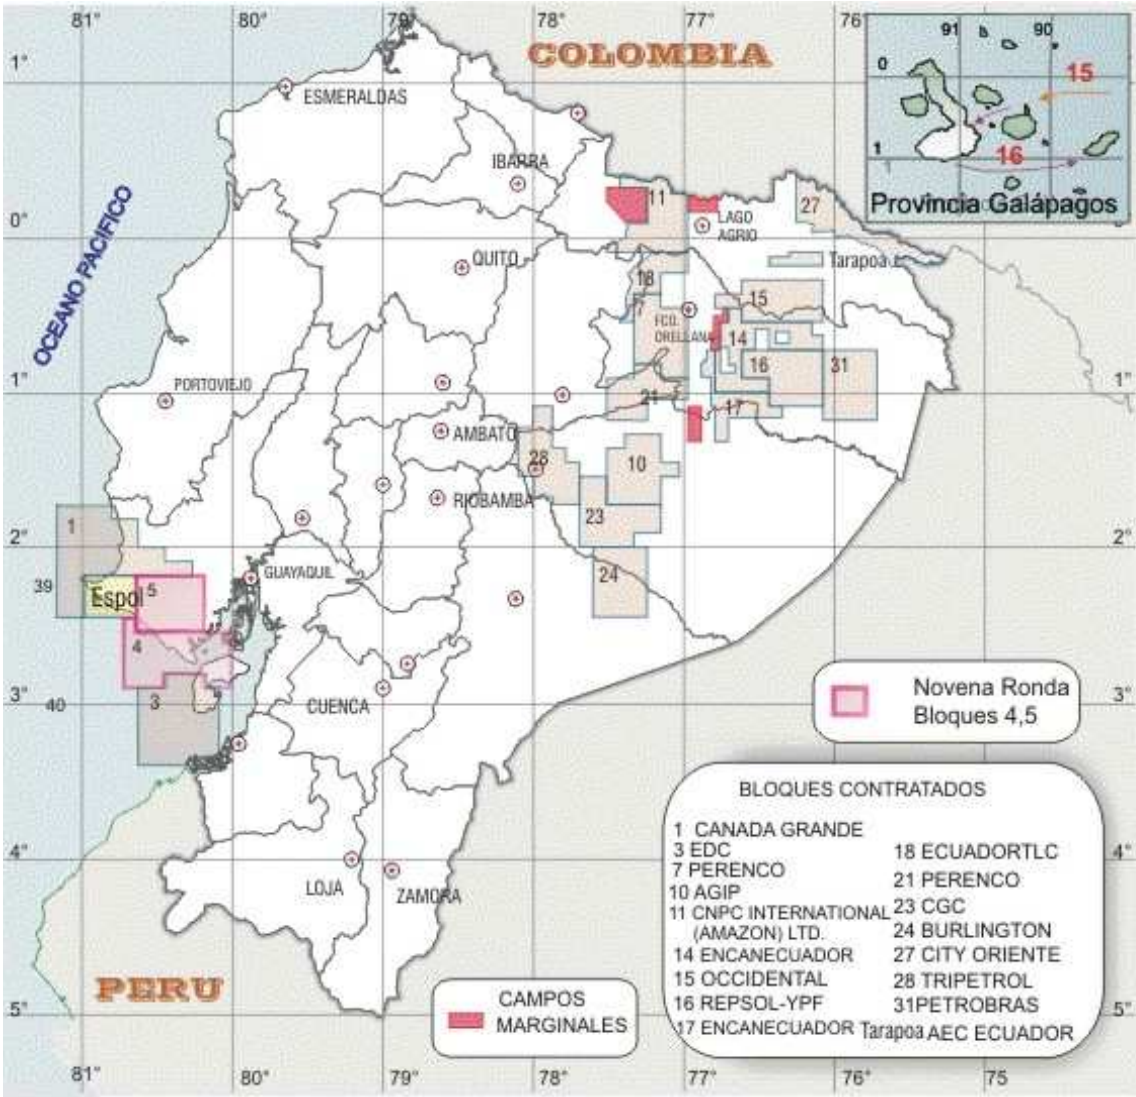 81° 80° 79° 78° 77° 76°
COLOMBIA
91 90
0
15
1
16
Provincia Galápagos
1°
ESMERALDAS
IBARRA
11
27
OCEANO PACIFICO
0°
LAGO
AGRIO
QUITO
Tarapoa
18
15
7
FCO.
ORELLANA
14
16
31
1°
1°
PORTOVIEJO
21
17
AMBATO
28
10
RIOBAMBA
23
1
2°
2°
39
GUAYAQUIL
24
Espol
5
4
3°
3°
40
3
CUENCA
Novena Ronda
Bloques 4,5
4°
4°
LOJA
ZAMORA
BLOQUES CONTRATADOS
1 CANADA GRANDE
3 EDC
7 PERENCO
10 AGIP
11 CNPC INTERNATIONAL
(AMAZON) LTD.
14 ENCANECUADOR
15 OCCIDENTAL
16 REPSOL-YPF
17 ENCANECUADOR
18 ECUADORTLC
21 PERENCO
23 CGC
24 BURLINGTON
27 CITY ORIENTE
28 TRIPETROL
31PETROBRAS
Tarapoa AEC ECUADOR
PERU
CAMPOS
MARGINALES
5°
5°
81° 80° 79° 78° 77° 76° 75